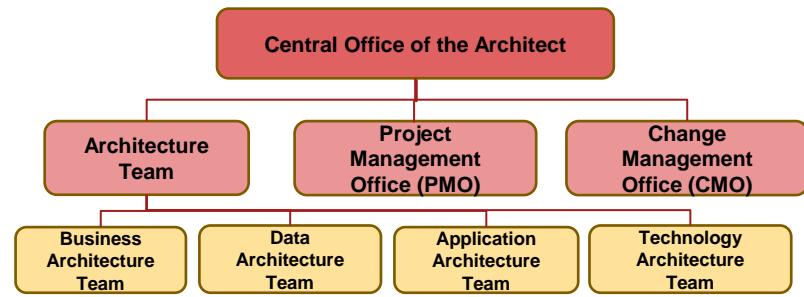 Central Office of the Architect
Architecture
Team
Project
Management
Office (PMO)
Change
Management
Office (CMO)
Business
Architecture
Team
Data
Architecture
Team
Application
Architecture
Team
Technology
Architecture
Team